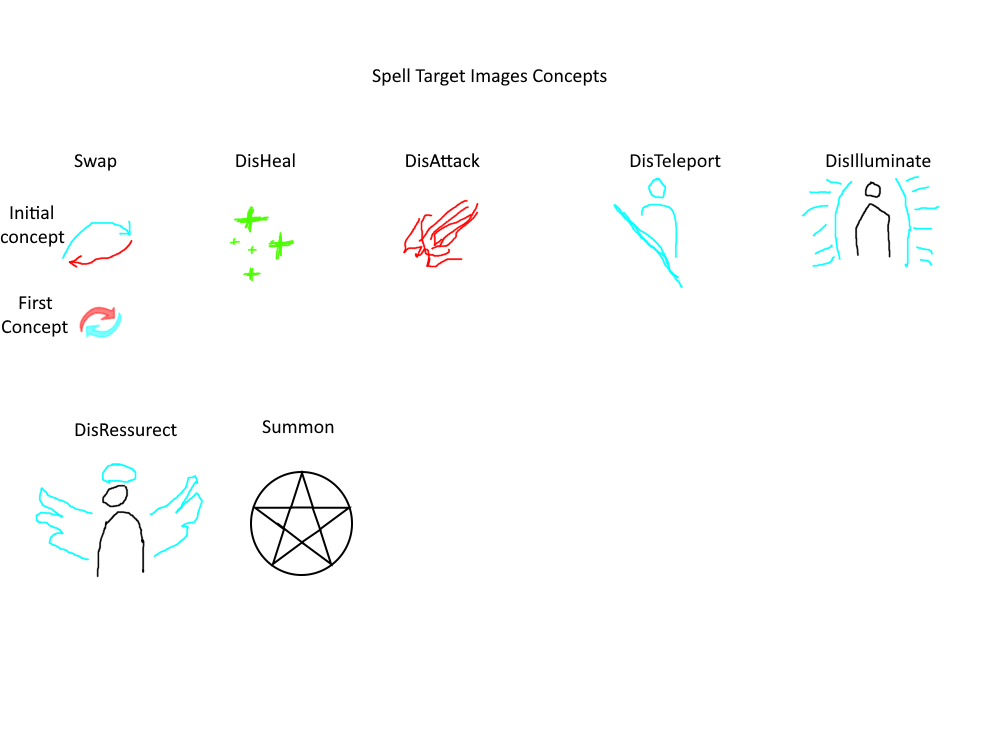 Spell Target Images Concepts
Swap
DisHeal
DisAttack
DisTeleport
DisIlluminate
Initial
concept
First
Concept
DisRessurect
Summon